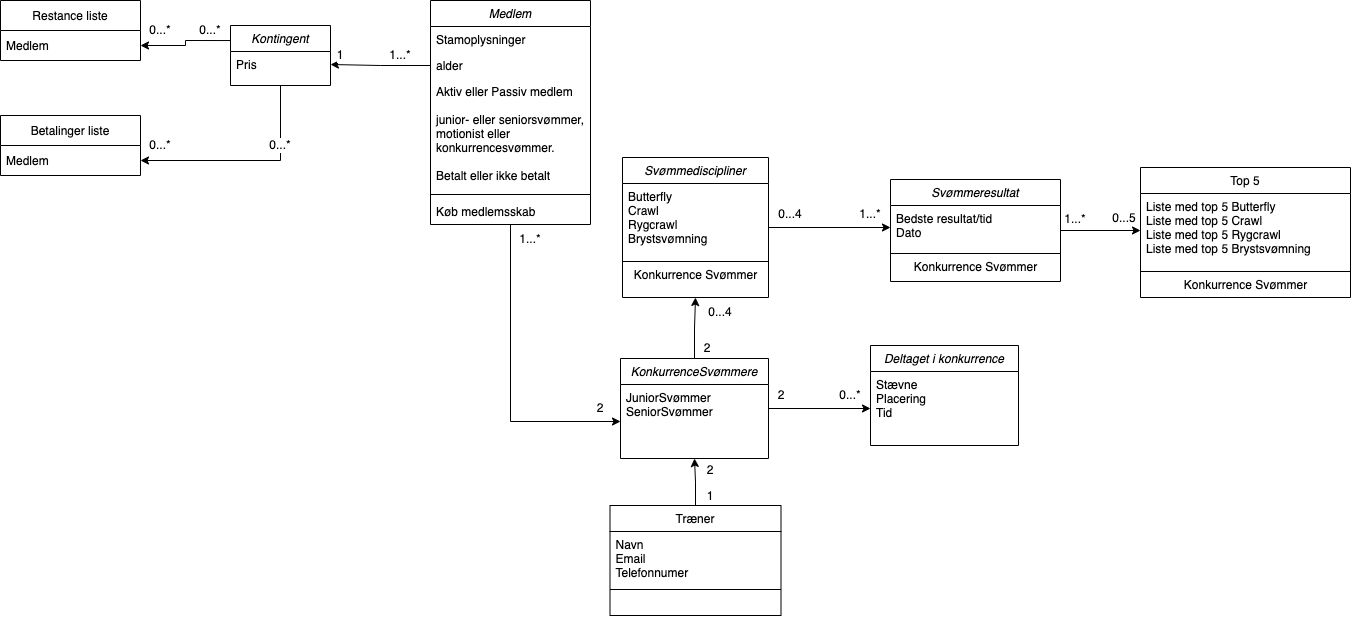 Restance liste
Medlem
0...*
0...*
Kontingent
Pris
1
1...*
Medlem
Stamoplysninger
alder
Aktiv eller Passiv medlem
junior- eller seniorsvømmer,
motionist eller
konkurrencesvømmer.
Betalt eller ikke betalt
Køb medlemsskab
Betalinger liste
Medlem
0...*
0...*
1...*
2
Svømmediscipliner
Butterfly
Crawl
Rygcrawl
Brystsvømning
Konkurrence Svømmer
0...4
1...*
Svømmeresultat
Bedste resultat/tid
Dato
Konkurrence Svømmer
1...*
0...5
Top 5
Liste med top 5 Butterfly
Liste med top 5 Crawl
Liste med top 5 Rygcrawl
Liste med top 5 Brystsvømning
Konkurrence Svømmer
0...4
2
KonkurrenceSvømmere
JuniorSvømmer
SeniorSvømmer
2
0...*
Deltaget i konkurrence
Stævne
Placering
Tid
2
1
Træner
Navn
Email
Telefonnumer